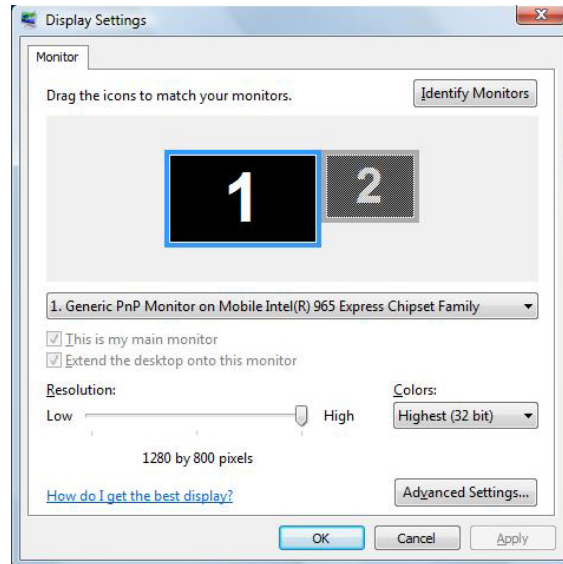 Display Settings
Monitor
Drag the icons to match your monitors.
Identify Monitors
1
2
1. Generic PnP Monitor on Mobile Intel(R) 965 Express Chipset Family
This is my main monitor
Extend the desktop onto this monitor
Resolution:
Colors:
Low
High
Highest (32 bit)
1280 by 800 pixels
How do I get the best display?
Advanced Settings...
OK
Cancel
Apply